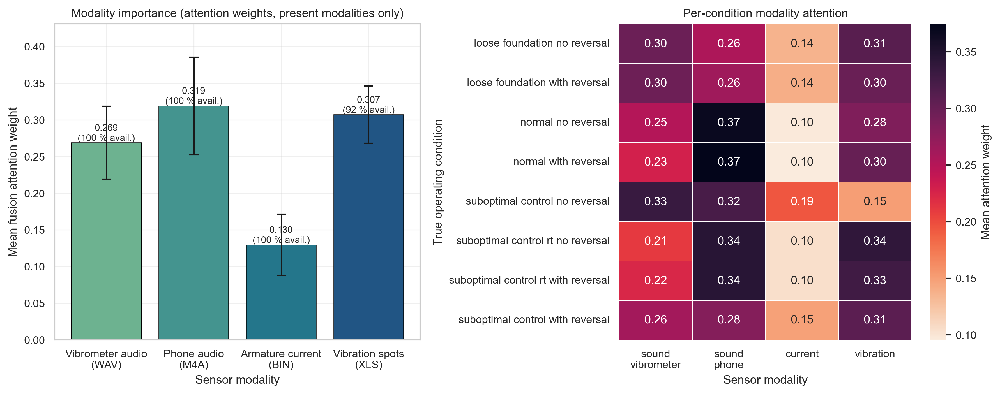 Modality importance (attention weights, present modalities only)
Mean fusion attention weight
0.40
0.35
0.30
0.25
0.20
0.15
0.10
0.05
0.00
0.269
(100 % avail.)
0.319
(100 % avail.)
0.130
(100 % avail.)
0.307
(92 % avail.)
Vibrometer audio
(WAV)
Phone audio
(M4A)
Armature current
(BIN)
Vibration spots
(XLS)
Sensor modality
Per-condition modality attention
True operating condition
loose foundation no reversal 0.30 0.26 0.14 0.31
loose foundation with reversal 0.30 0.26 0.14 0.30
normal no reversal 0.25 0.37 0.10 0.28
normal with reversal 0.23 0.37 0.10 0.30
suboptimal control no reversal 0.33 0.32 0.19 0.15
suboptimal control rt no reversal 0.21 0.34 0.10 0.34
suboptimal control rt with reversal 0.22 0.34 0.10 0.33
suboptimal control with reversal 0.26 0.28 0.15 0.31
sound
vibrometer
sound
phone
current
vibration
Sensor modality
0.35
0.30
0.25
0.20
0.15
0.10
Mean attention weight